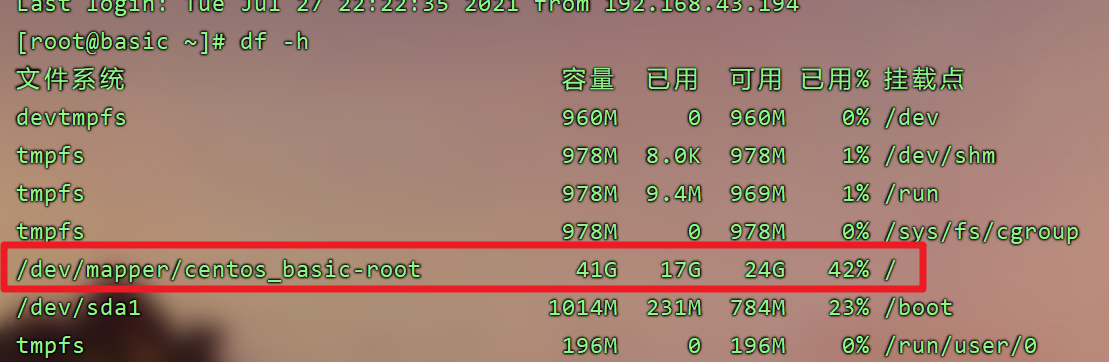 Last login: Tue Jul 27 22:22:35 2021 from 192.168.43.194
[root@basic ~]# df -h
文件系统 容量 已用 可用 已用% 挂载点
devtmpfs 960M 0 960M 0% /dev
tmpfs 978M 8.0K 978M 1% /dev/shm
tmpfs 978M 9.4M 969M 1% /run
tmpfs 978M 0 978M 0% /sys/fs/cgroup
/dev/mapper/centos_basic-root 41G 17G 24G 42% /
/dev/sda1 1014M 231M 784M 23% /boot
tmpfs 196M 0 196M 0% /run/user/0